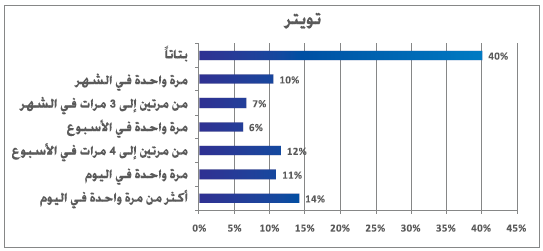 تويتر
بتاتاً 40%
مرة واحدة في الشهر 10%
من مرتين إلى 3 مرات في الشهر 7%
مرة واحدة في الأسبوع 6%
من مرتين إلى 4 مرات في الأسبوع 12%
مرة واحدة في اليوم 11%
أكثر من مرة واحدة في اليوم 14%
0% 5% 10% 15% 20% 25% 30% 35% 40% 45%